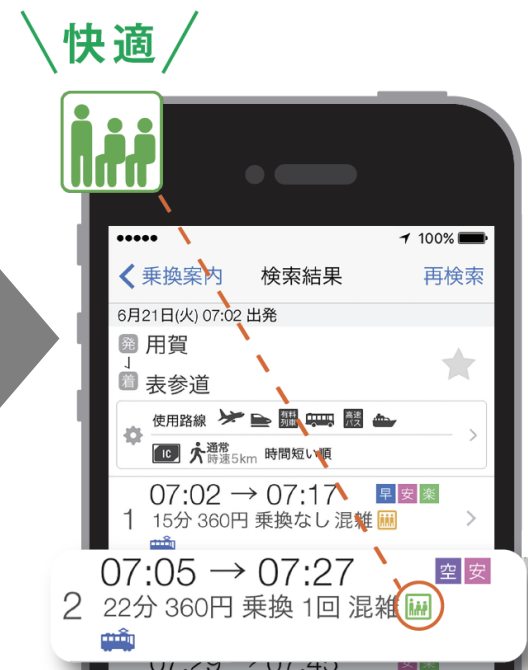 快適
100%
乗換案内 検索結果 再検索
6月21日(火) 07:02 出発
発 用賀
↓
着 表参道
使用路線 有料列車 高速バス
IC 通常 時速5km 時間短い順
07:02 → 07:17 早 安 楽
1 15分 360円 乗換なし 混雑
07:05 → 07:27 空 安
2 22分 360円 乗換 1回 混雑